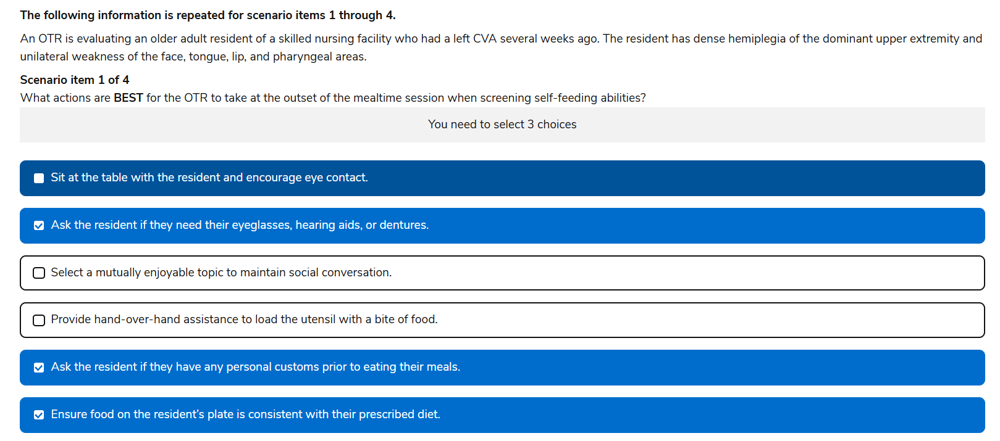 The following information is repeated for scenario items 1 through 4.
An OTR is evaluating an older adult resident of a skilled nursing facility who had a left CVA several weeks ago. The resident has dense hemiplegia of the dominant upper extremity and
unilateral weakness of the face, tongue, lip, and pharyngeal areas.
Scenario item 1 of 4
What actions are BEST for the OTR to take at the outset of the mealtime session when screening self-feeding abilities?
You need to select 3 choices
Sit at the table with the resident and encourage eye contact.
Ask the resident if they need their eyeglasses, hearing aids, or dentures.
Select a mutually enjoyable topic to maintain social conversation.
Provide hand-over-hand assistance to load the utensil with a bite of food.
Ask the resident if they have any personal customs prior to eating their meals.
Ensure food on the resident’s plate is consistent with their prescribed diet.